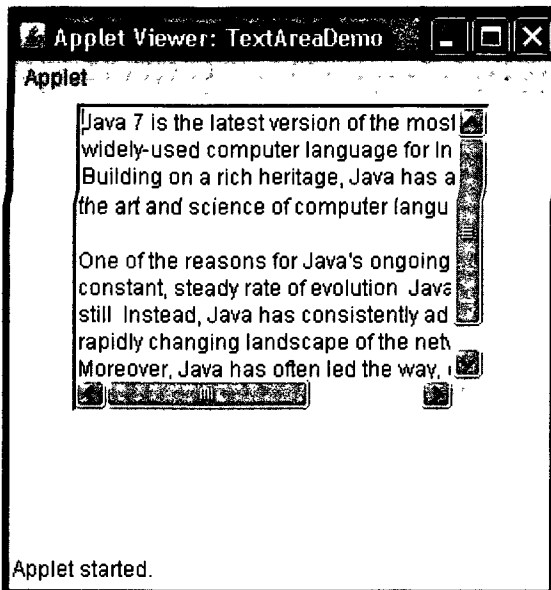 Applet Viewer: TextAreaDemo
Applet
Java 7 is the latest version of the most
widely-used computer language for In
Building on a rich heritage, Java has a
the art and science of computer langu
One of the reasons for Java's ongoing
constant, steady rate of evolution Java
still Instead, Java has consistently ad
rapidly changing landscape of the net
Moreover, Java has often led the way,
Applet started.